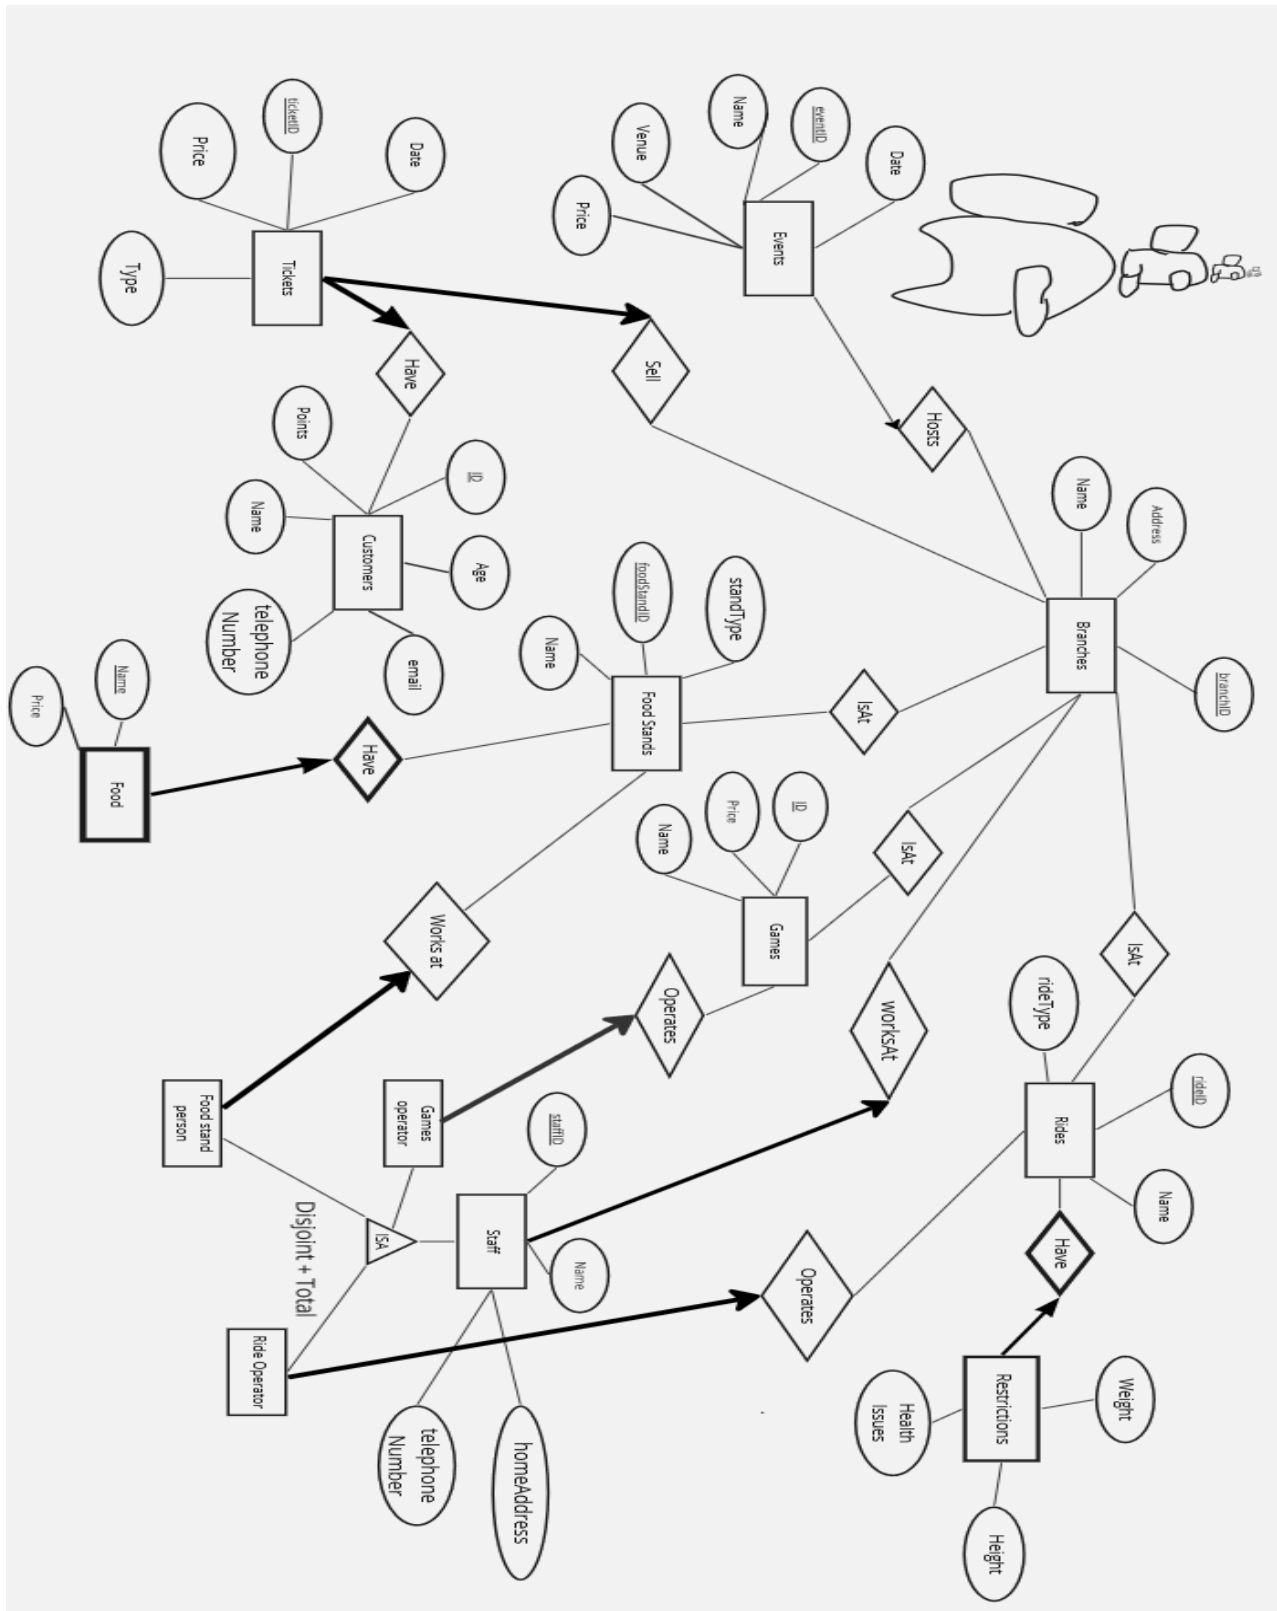 Date
ticketID
Price
Type
Tickets
Date
eventID
Name
Venue
Price
Events
Have
Sell
Hosts
Points
ID
Name
Age
Customers
telephone
Number
email
Name
Address
branchID
Branches
standType
foodStandID
Name
Food Stands
IsAt
Name
Price
Food
Have
ID
Price
Name
Games
IsAt
IsAt
Works at
Operates
worksAt
rideType
rideID
Name
Rides
Have
Food stand
person
Games
operator
staffID
Staff
Name
ISA
Disjoint + Total
Operates
Ride Operator
telephone
Number
homeAddress
Restrictions
Weight
Health
Issues
Height